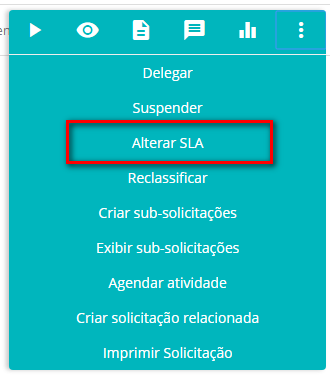 Delegar
Suspender
Alterar SLA
Reclassificar
Criar sub-solicitações
Exibir sub-solicitações
Agendar atividade
Criar solicitação relacionada
Imprimir Solicitação